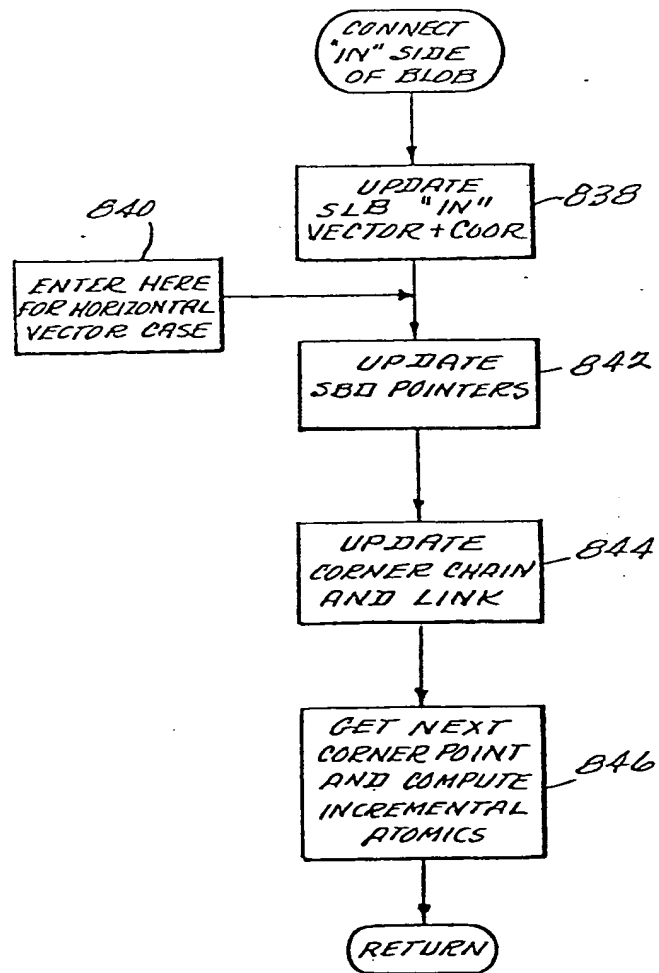 CONNECT
"IN" SIDE
OF BLOB
UPDATE
SLB "IN"
VECTOR + COOR
838
840
ENTER HERE
FOR HORIZONTAL
VECTOR CASE
UPDATE
SBD POINTERS
842
UPDATE
CORNER CHAIN
AND LINK
844
GET NEXT
CORNER POINT
AND COMPUTE
INCREMENTAL
ATOMICS
846
RETURN